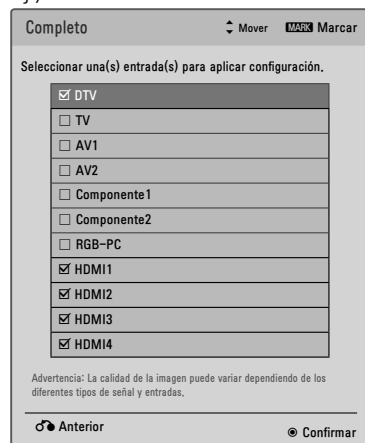 Completo Mover MARK Marcar
Seleccionar una(s) entrada(s) para aplicar configuración.
DTV
TV
AV1
AV2
Componente1
Componente2
RGB-PC
HDMI1
HDMI2
HDMI3
HDMI4
Advertencia: La calidad de la imagen puede variar dependiendo de los
diferentes tipos de señal y entradas.
Anterior Confirmar